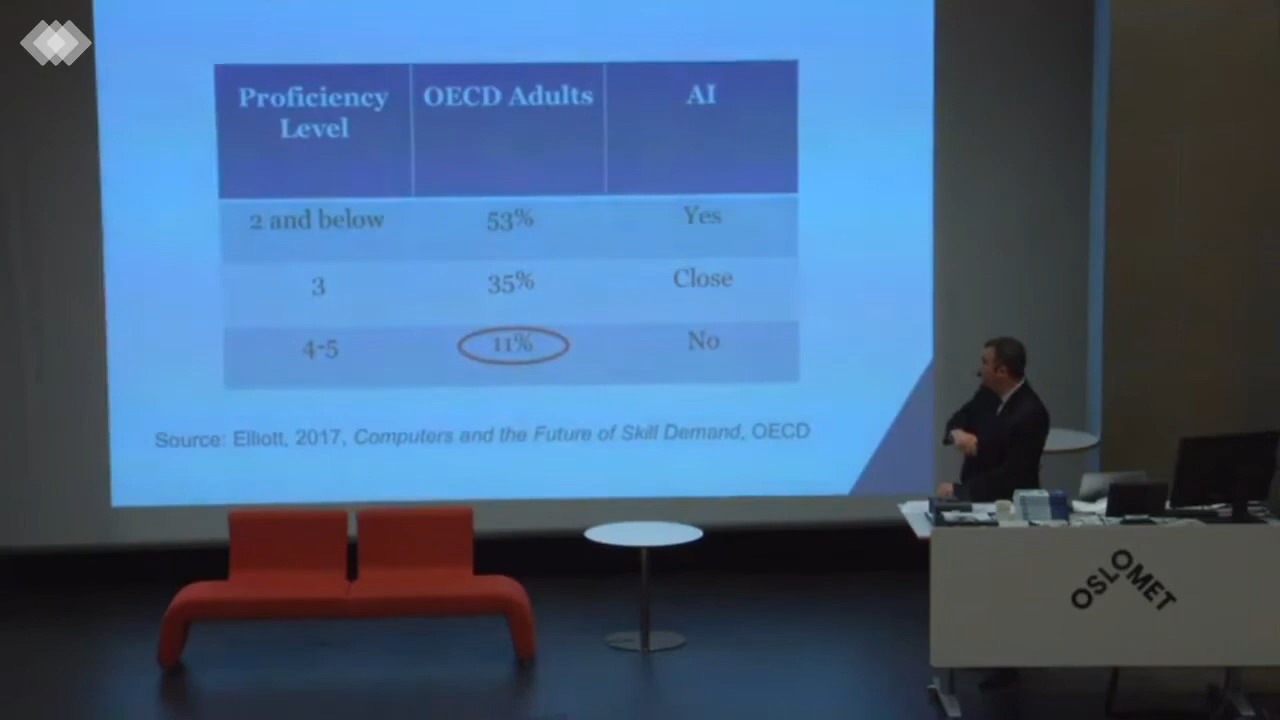 Proficiency Level
OECD Adults
AI
2 and below
53%
Yes
3
35%
Close
4-5
11%
No
Source: Elliott, 2017, Computers and the Future of Skill Demand, OECD
OSLOMET